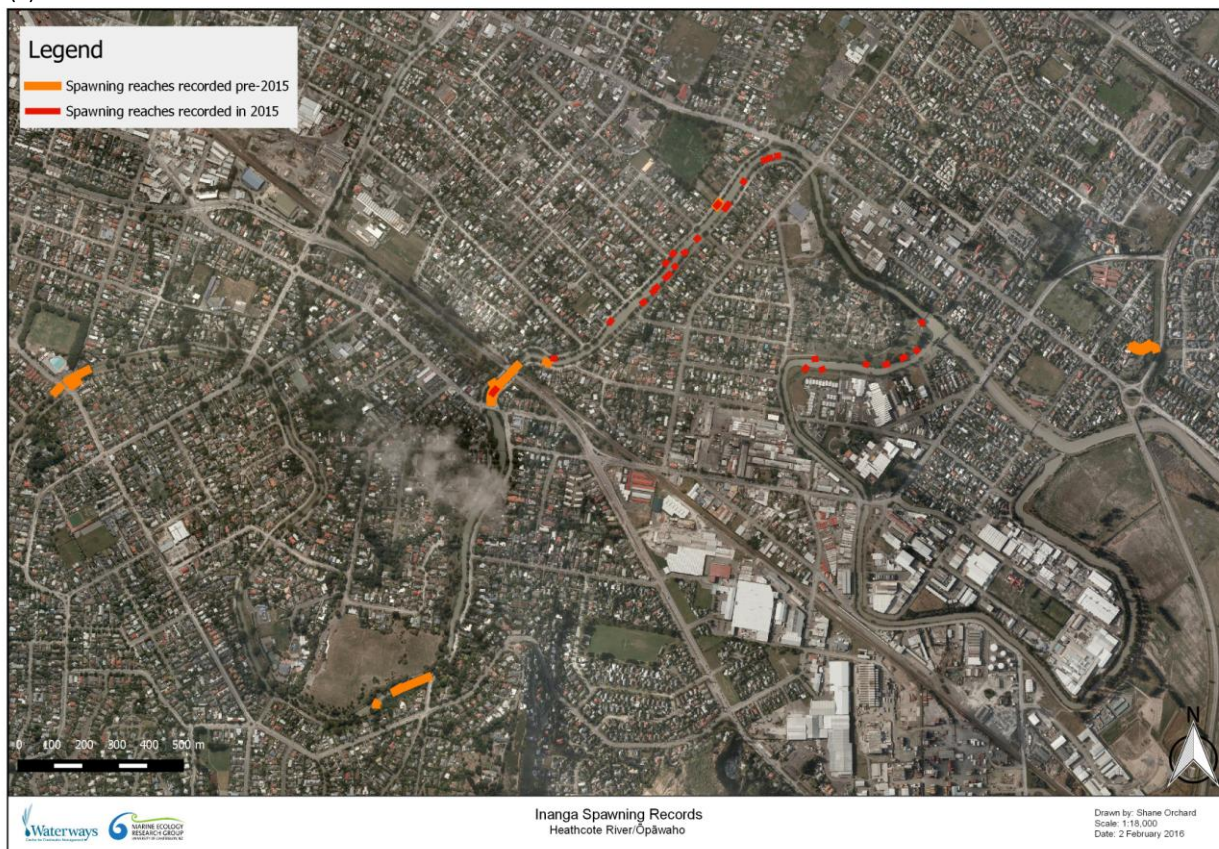 Legend
Spawning reaches recorded pre-2015
Spawning reaches recorded in 2015
0 100 200 300 400 500 m
N
Waterways
MARINE ECOLOGY
RESEARCH GROUP
Inanga Spawning Records
Heathcote River/Ōpāwaho
Drawn by: Shane Orchard
Scale: 1:18,000
Date: 2 February 2016